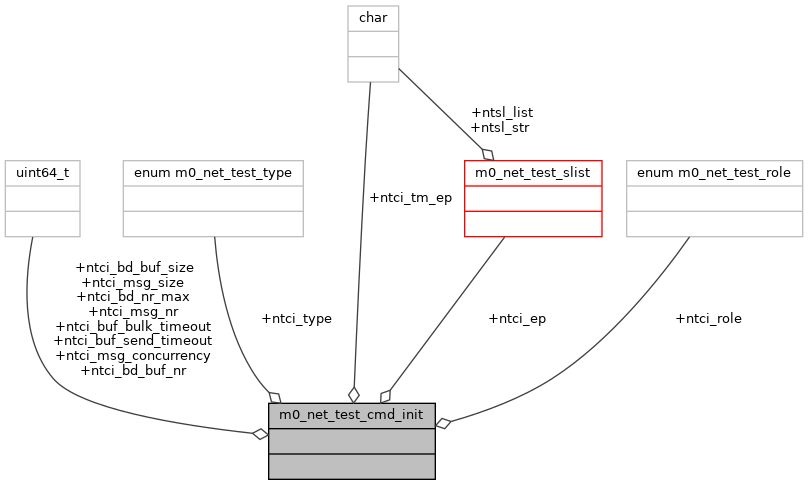 char
+ntsl_list
+ntsl_str
uint64_t
enum m0_net_test_type
m0_net_test_slist
enum m0_net_test_role
+ntci_tm_ep
+ntci_bd_buf_size
+ntci_msg_size
+ntci_bd_nr_max
+ntci_msg_nr
+ntci_buf_bulk_timeout
+ntci_buf_send_timeout
+ntci_msg_concurrency
+ntci_bd_buf_nr
+ntci_type
+ntci_ep
+ntci_role
m0_net_test_cmd_init